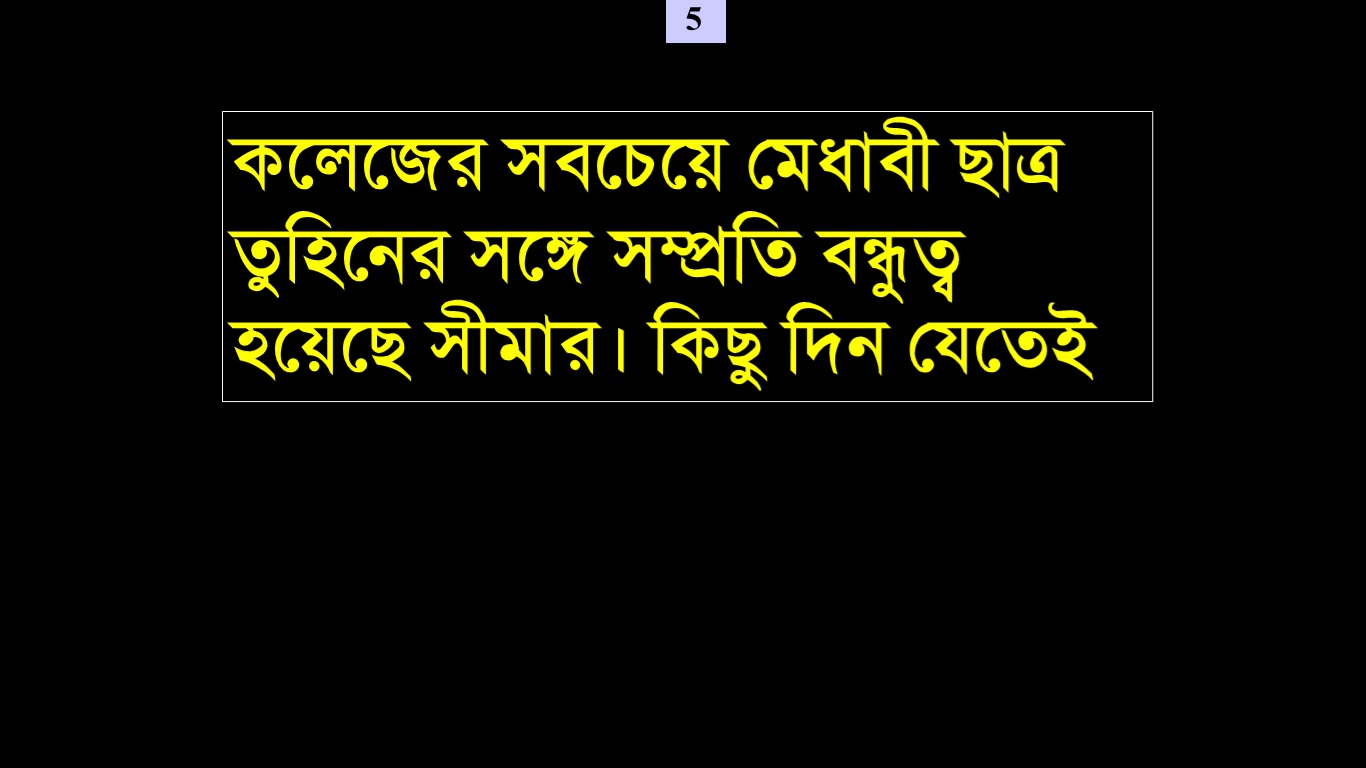 5
কলেজের সবচেয়ে মেধাবী ছাত্র
তুহিনের সঙ্গে সম্প্রতি বন্ধুত্ব
হয়েছে সীমার। কিছু দিন যেতেই